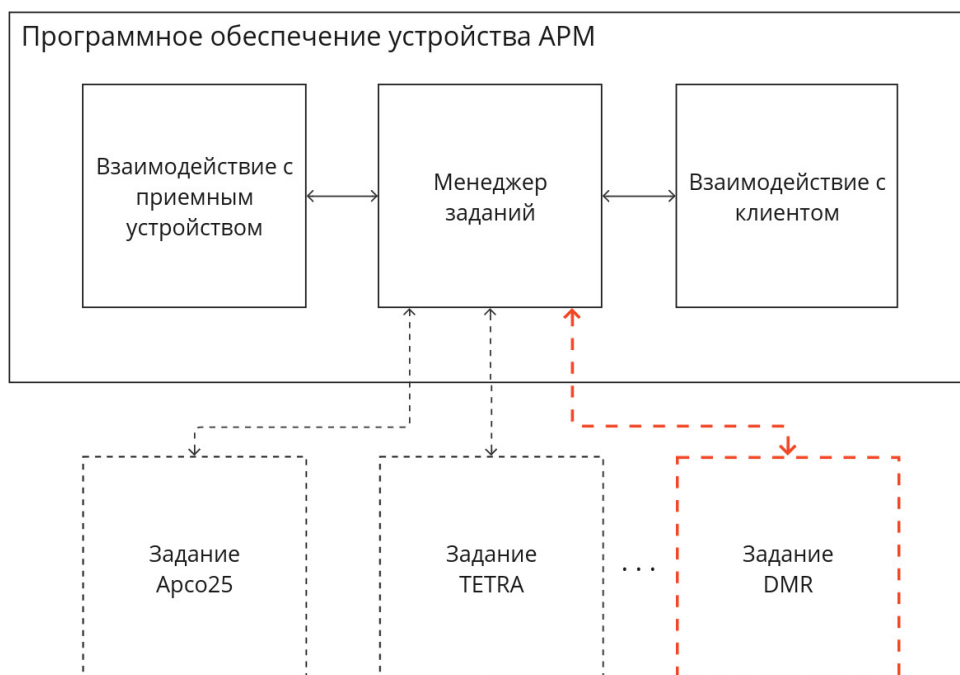 Программное обеспечение устройства АРМ
Взаимодействие с
приемным
устройством
Менеджер
заданий
Взаимодействие с
клиентом
Задание
Apco25
Задание
TETRA
. . .
Задание
DMR